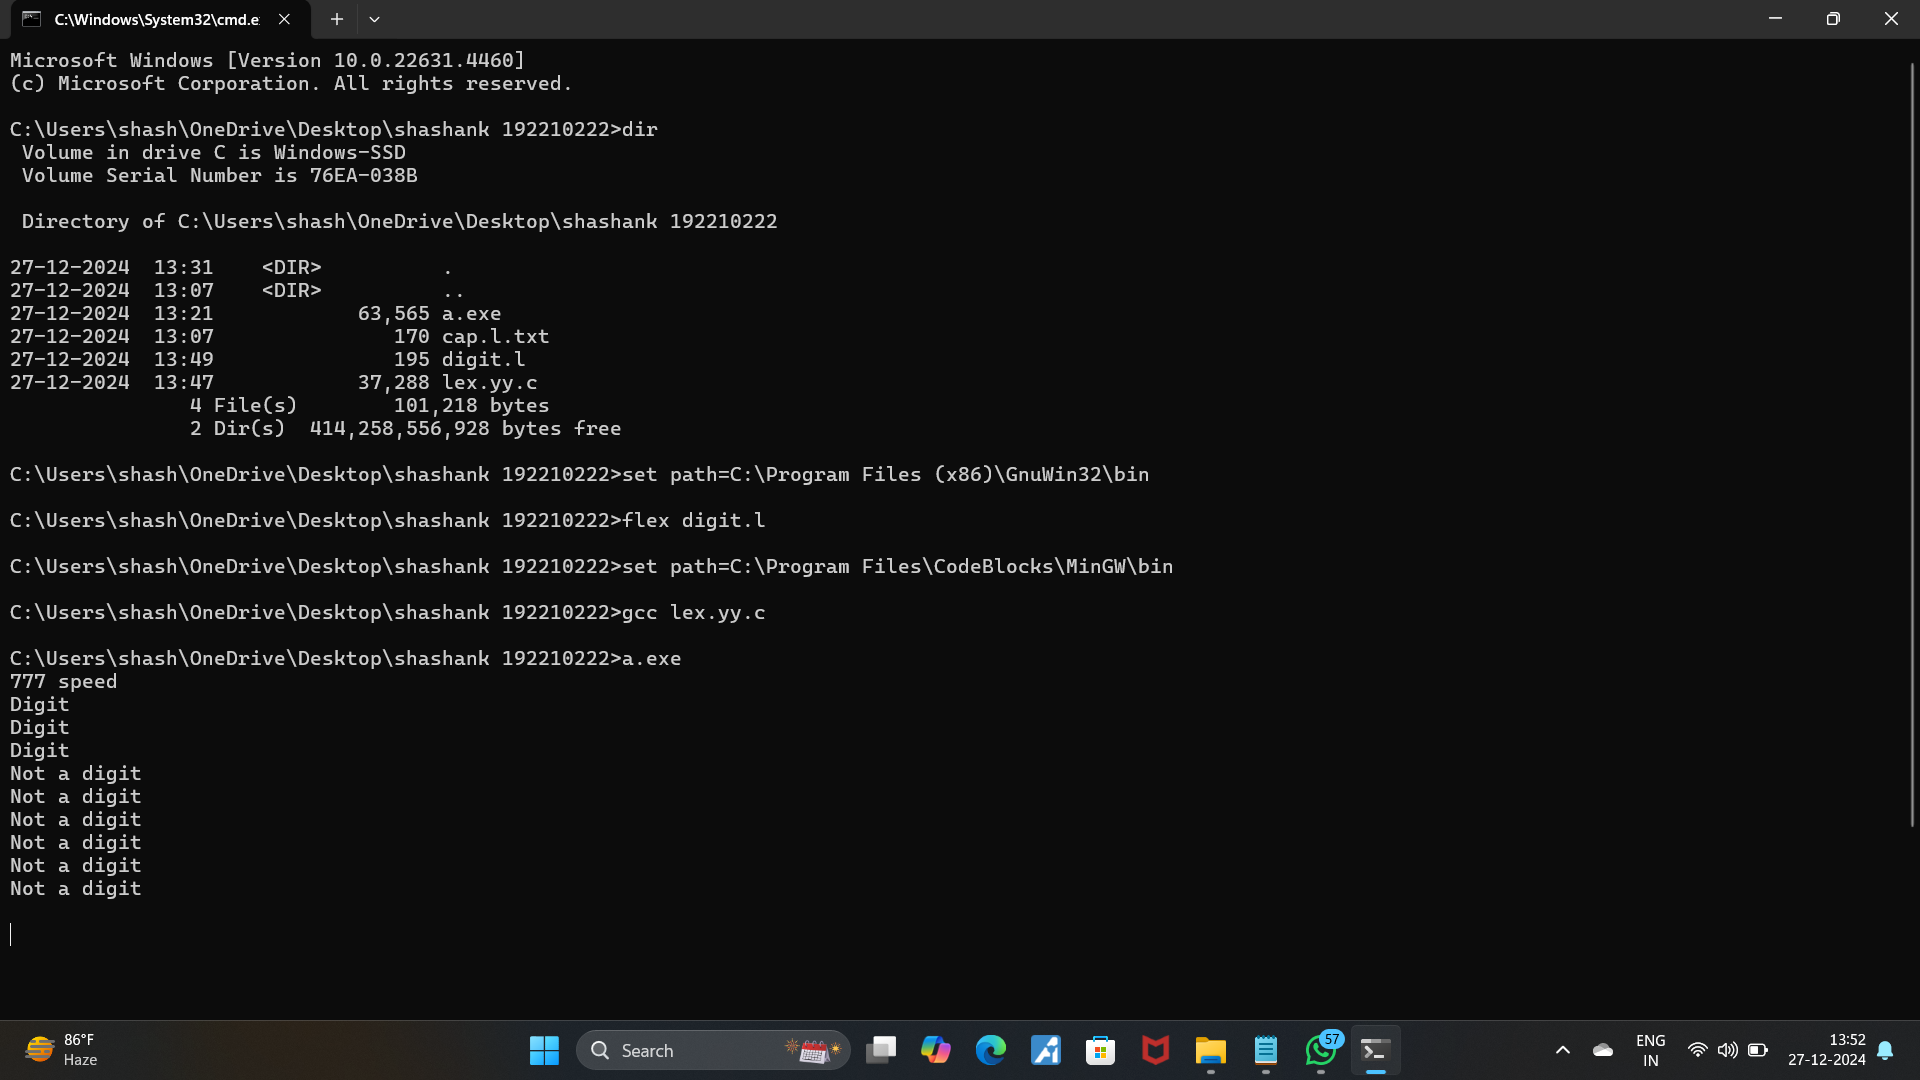 C:\Windows\System32\cmd.e
Microsoft Windows [Version 10.0.22631.4460]
(c) Microsoft Corporation. All rights reserved.
C:\Users\shash\OneDrive\Desktop\shashank 192210222>dir
Volume in drive C is Windows-SSD
Volume Serial Number is 76EA-038B
Directory of C:\Users\shash\OneDrive\Desktop\shashank 192210222
27-12-2024  13:31    <DIR>          .
27-12-2024  13:07    <DIR>          ..
27-12-2024  13:21            63,565 a.exe
27-12-2024  13:07               170 cap.l.txt
27-12-2024  13:49               195 digit.l
27-12-2024  13:47            37,288 lex.yy.c
4 File(s)        101,218 bytes
2 Dir(s)  414,258,556,928 bytes free
C:\Users\shash\OneDrive\Desktop\shashank 192210222>set path=C:\Program Files (x86)\GnuWin32\bin
C:\Users\shash\OneDrive\Desktop\shashank 192210222>flex digit.l
C:\Users\shash\OneDrive\Desktop\shashank 192210222>set path=C:\Program Files\CodeBlocks\MinGW\bin
C:\Users\shash\OneDrive\Desktop\shashank 192210222>gcc lex.yy.c
C:\Users\shash\OneDrive\Desktop\shashank 192210222>a.exe
777 speed
Digit
Digit
Digit
Not a digit
Not a digit
Not a digit
Not a digit
Not a digit
Not a digit
86°F
Haze
Search
57
ENG
IN
13:52
27-12-2024